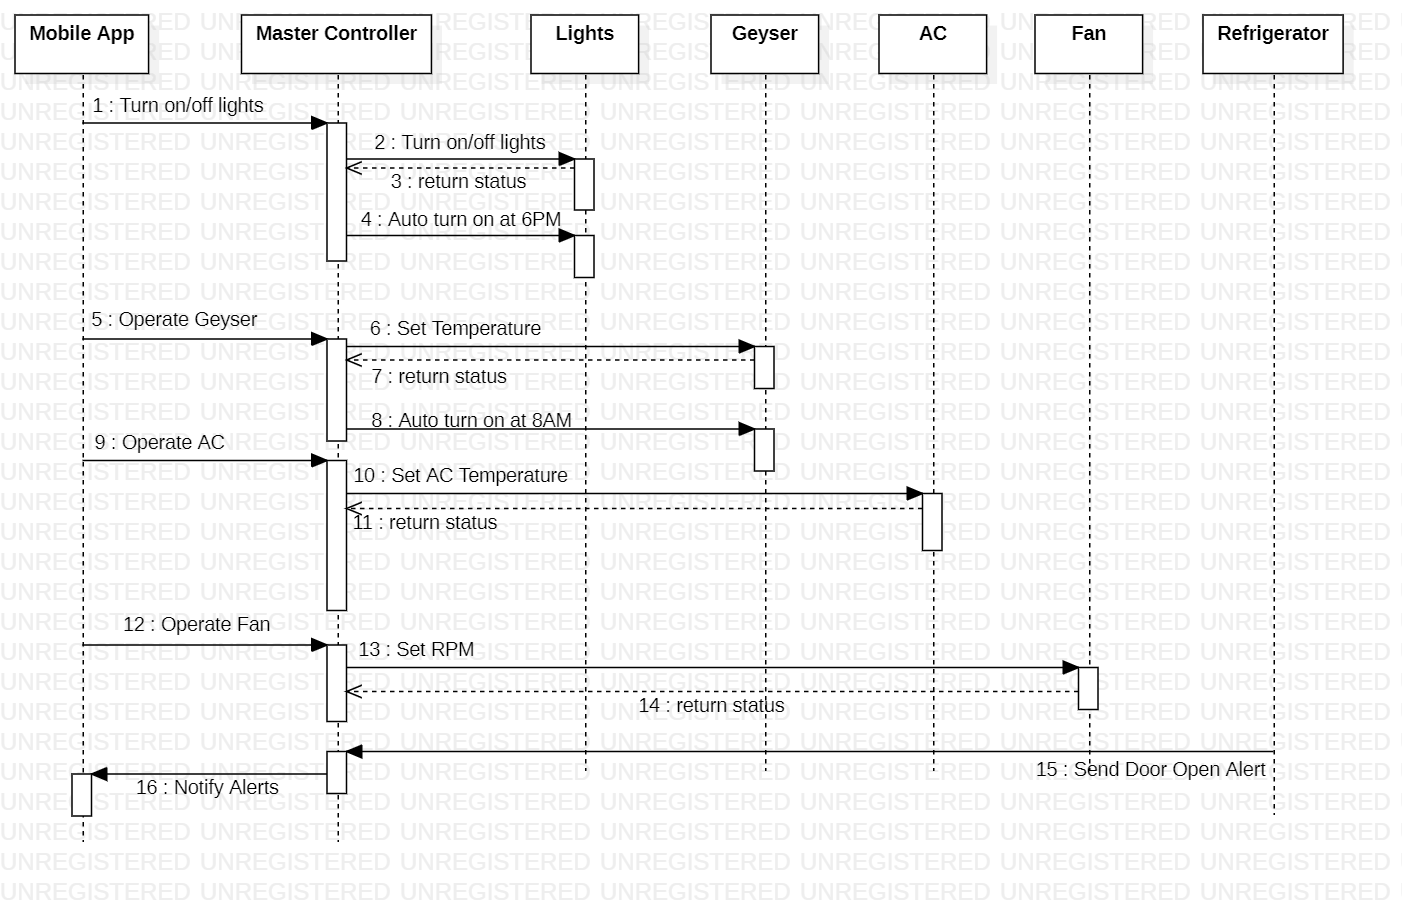 Mobile App
Master Controller
Lights
Geyser
AC
Fan
Refrigerator
1 : Turn on/off lights
2 : Turn on/off lights
3 : return status
4 : Auto turn on at 6PM
5 : Operate Geyser
6 : Set Temperature
7 : return status
8 : Auto turn on at 8AM
9 : Operate AC
10 : Set AC Temperature
11 : return status
12 : Operate Fan
13 : Set RPM
14 : return status
15 : Send Door Open Alert
16 : Notify Alerts
UNREGISTERED